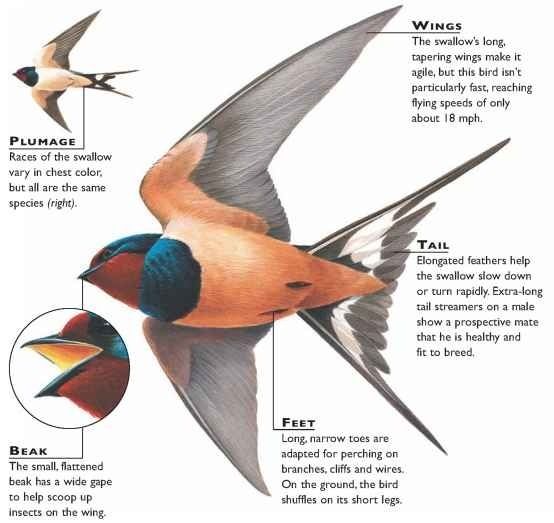 WINGS
The swallow's long,
tapering wings make it
agile, but this bird isn't
particularly fast, reaching
flying speeds of only
about 18 mph.
PLUMAGE
Races of the swallow
vary in chest color,
but all are the same
species (right).
TAIL
Elongated feathers help
the swallow slow down
or turn rapidly. Extra-long
tail streamers on a male
show a prospective mate
that he is healthy and
fit to breed.
FEET
Long, narrow toes are
adapted for perching on
branches, cliffs and wires.
On the ground, the bird
shuffles on its short legs.
BEAK
The small, flattened
beak has a wide gape
to help scoop up
insects on the wing.